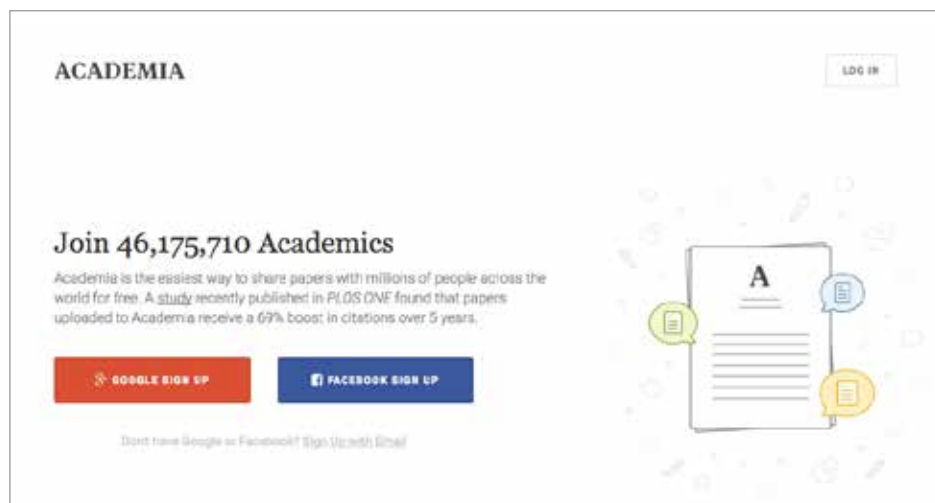 ACADEMIA
LOG IN
Join 46,175,710 Academics
Academia is the easiest way to share papers with millions of people across the
world for free. A study recently published in PLOS ONE found that papers
uploaded to Academia receive a 69% boost in citations over 5 years.
A
GOOGLE SIGN UP
FACEBOOK SIGN UP
Dont have Google or Facebook? Sign Up with Email